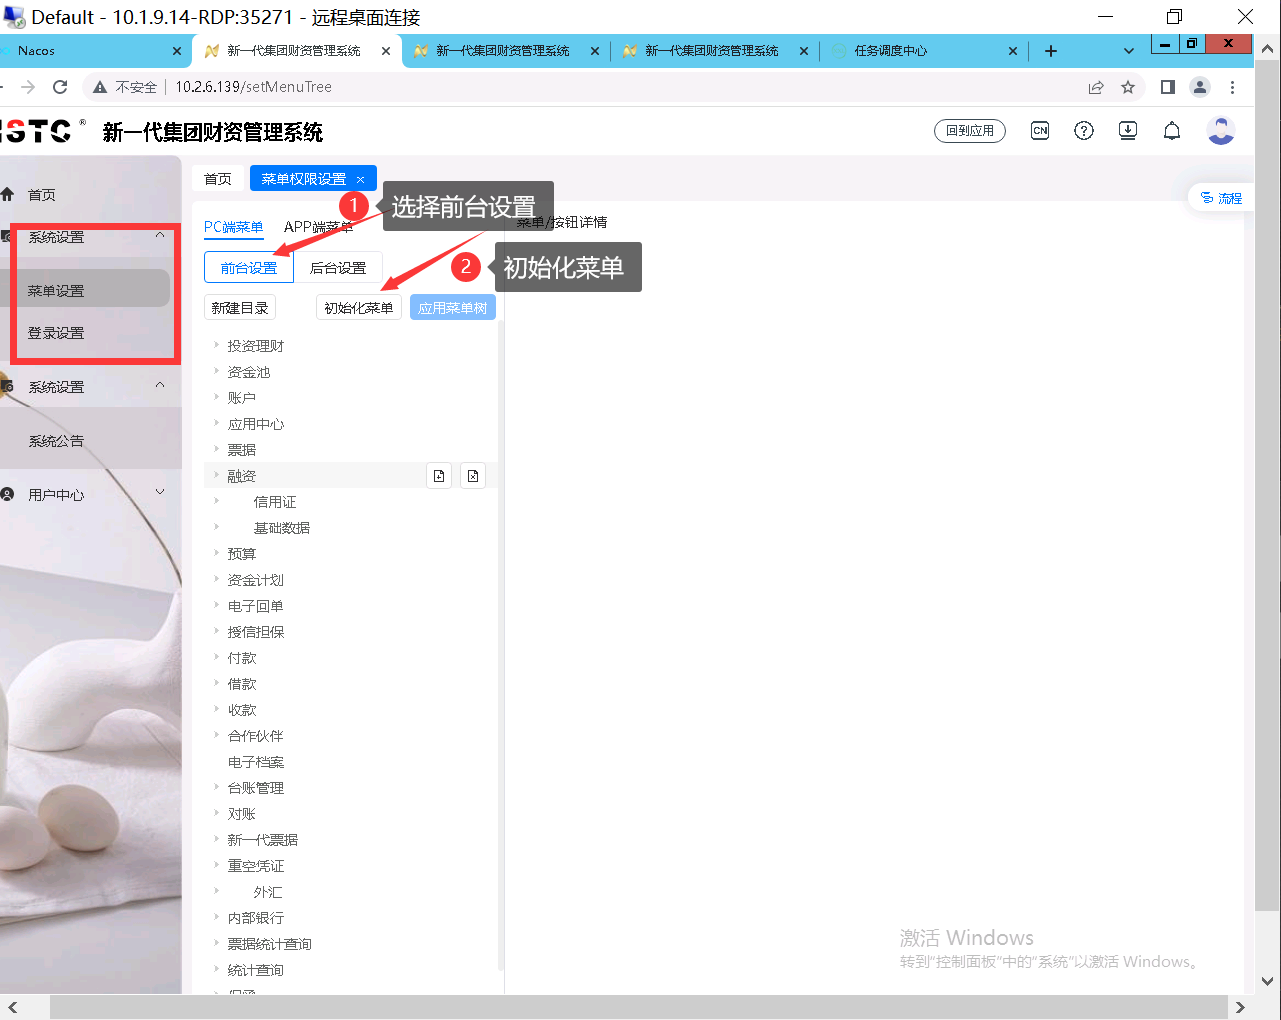 Default - 10.1.9.14-RDP:35271 - 远程桌面连接
Nacos
新一代集团财资管理系统
新一代集团财资管理系统
新一代集团财资管理系统
任务调度中心
不安全
10.2.6.139/setMenuTree
STC ®
新一代集团财资管理系统
回到应用
CN
首页
菜单权限设置
流程
首页
系统设置
菜单设置
登录设置
系统设置
系统公告
用户中心
PC端菜单
APP端菜单
1
选择前台设置
菜单/按钮详情
前台设置
后台设置
2
初始化菜单
新建目录
初始化菜单
应用菜单树
投资理财
资金池
账户
应用中心
票据
融资
信用证
基础数据
预算
资金计划
电子回单
授信担保
付款
借款
收款
合作伙伴
电子档案
台账管理
对账
新一代票据
重空凭证
外汇
内部银行
票据统计查询
统计查询
激活 Windows
转到"控制面板"中的"系统"以激活 Windows。